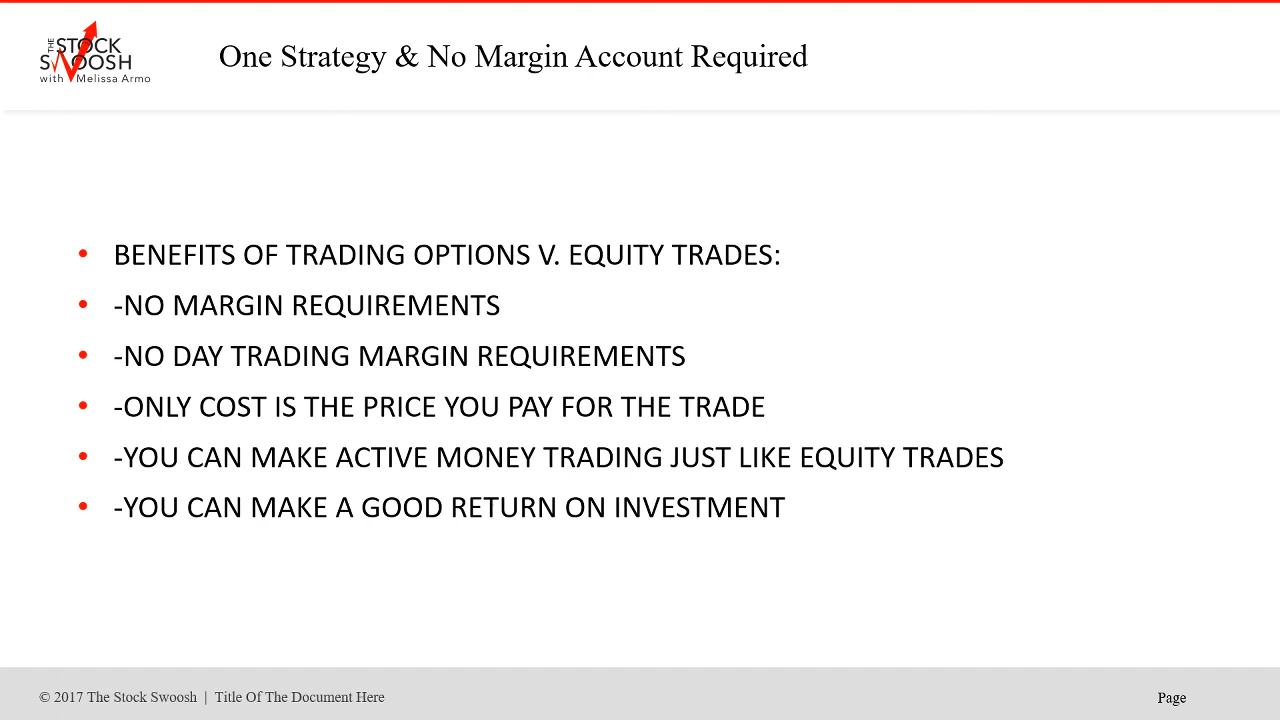 THE STOCK
SWOOSH
with Melissa Armo
One Strategy & No Margin Account Required
• BENEFITS OF TRADING OPTIONS V. EQUITY TRADES:
• -NO MARGIN REQUIREMENTS
• -NO DAY TRADING MARGIN REQUIREMENTS
• -ONLY COST IS THE PRICE YOU PAY FOR THE TRADE
• -YOU CAN MAKE ACTIVE MONEY TRADING JUST LIKE EQUITY TRADES
• -YOU CAN MAKE A GOOD RETURN ON INVESTMENT
© 2017 The Stock Swoosh | Title Of The Document Here
Page